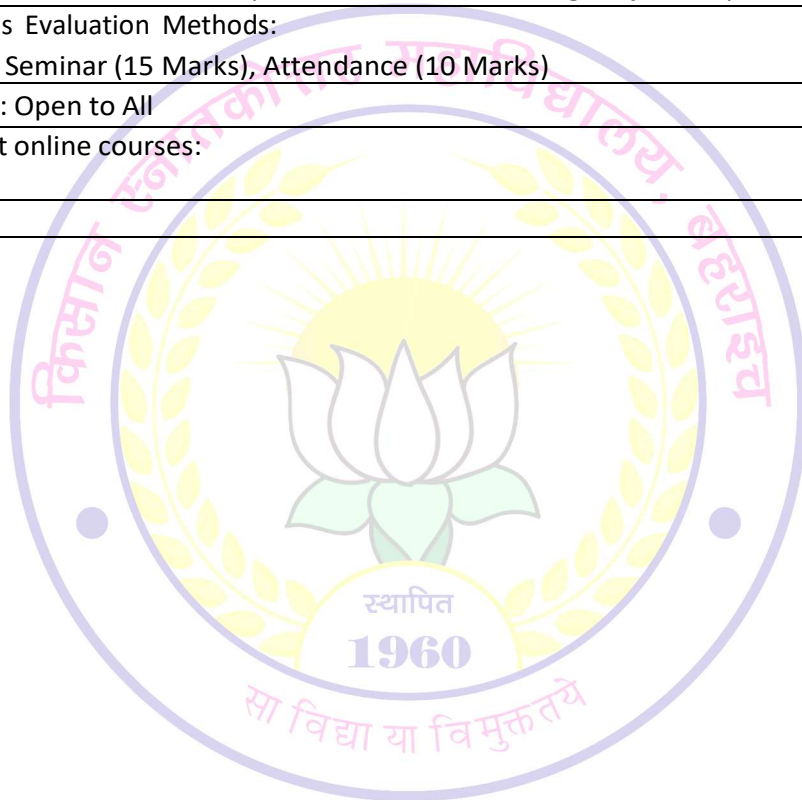 s Evaluation Methods:
Seminar (15 Marks), Attendance (10 Marks)
: Open to All
t online courses:
किसान स्नातकोत्तर महाविद्यालय, बहराइच
स्थापित
1960
सा विद्या या विमुक्तये